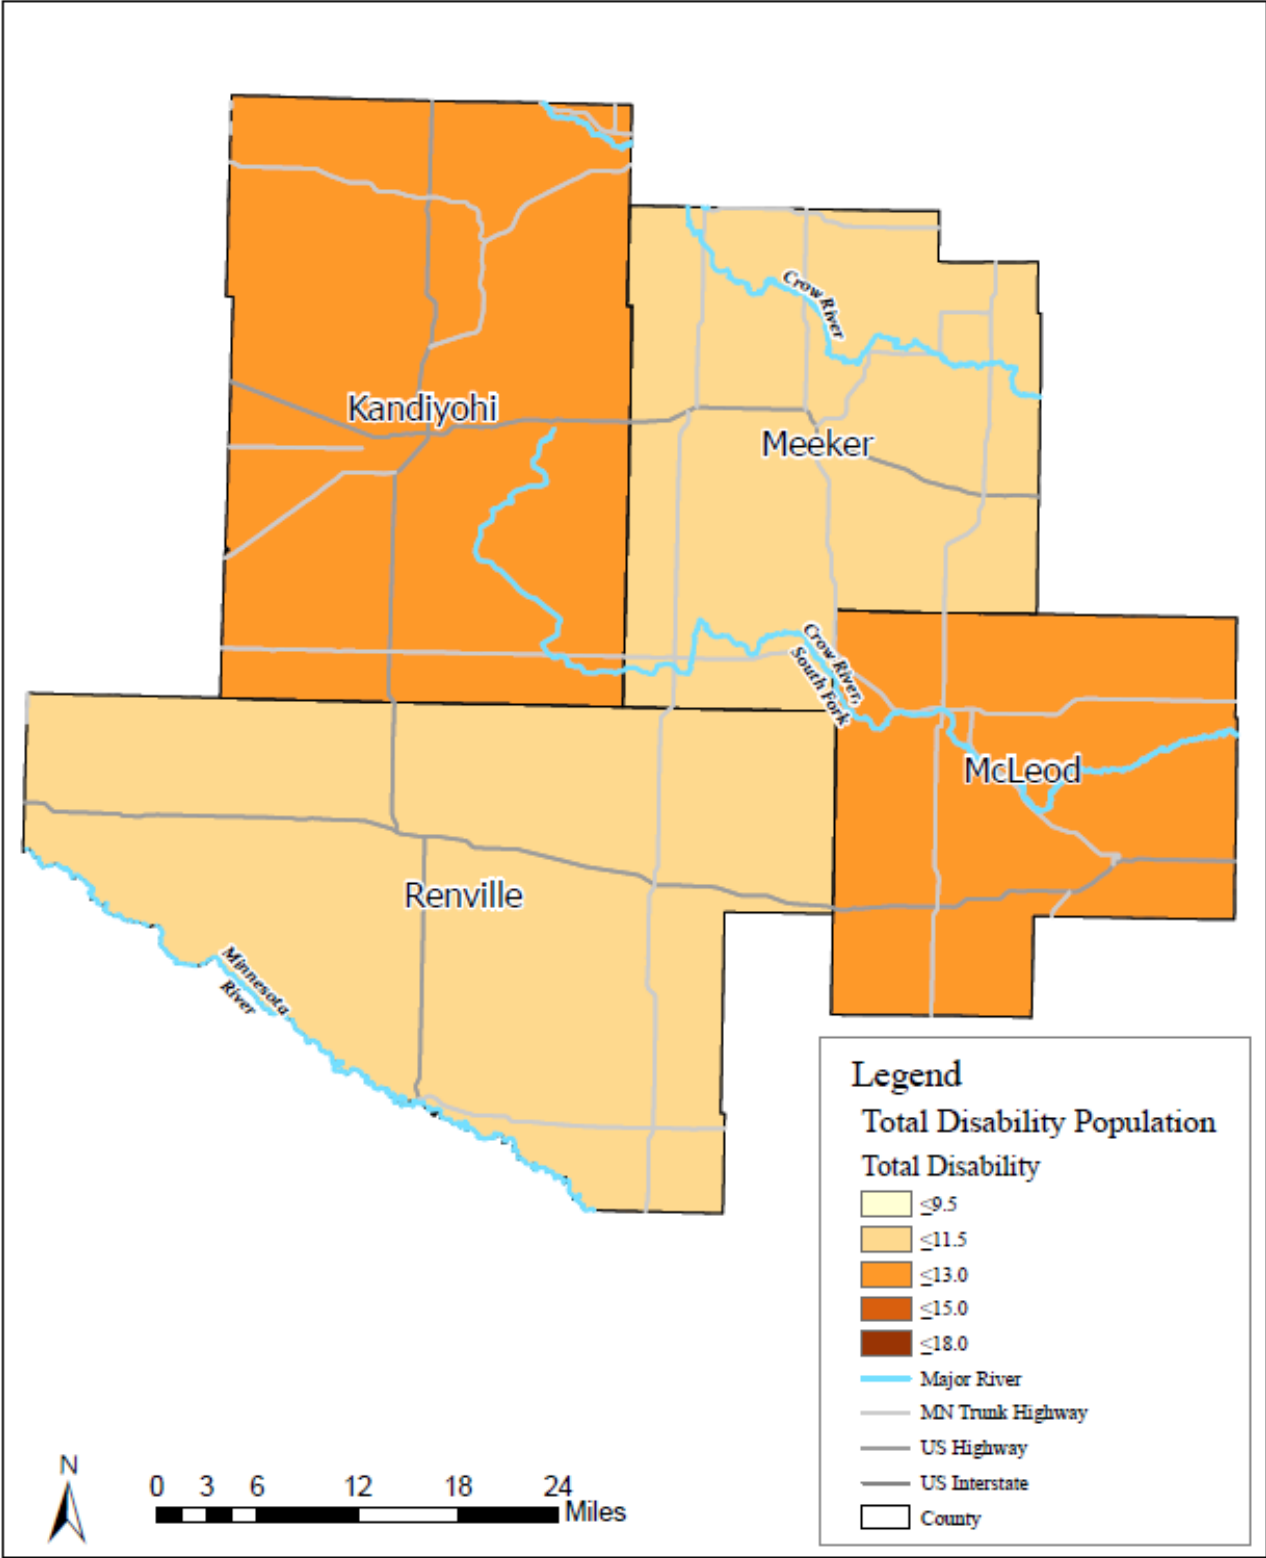 Crow River
Kandiyohi
Meeker
Crow River,
South Fork
McLeod
Renville
Minnesota
River
Legend
Total Disability Population
Total Disability
≤9.5
≤11.5
≤13.0
≤15.0
≤18.0
Major River
MN Trunk Highway
US Highway
US Interstate
County
N
0 3 6 12 18 24
Miles